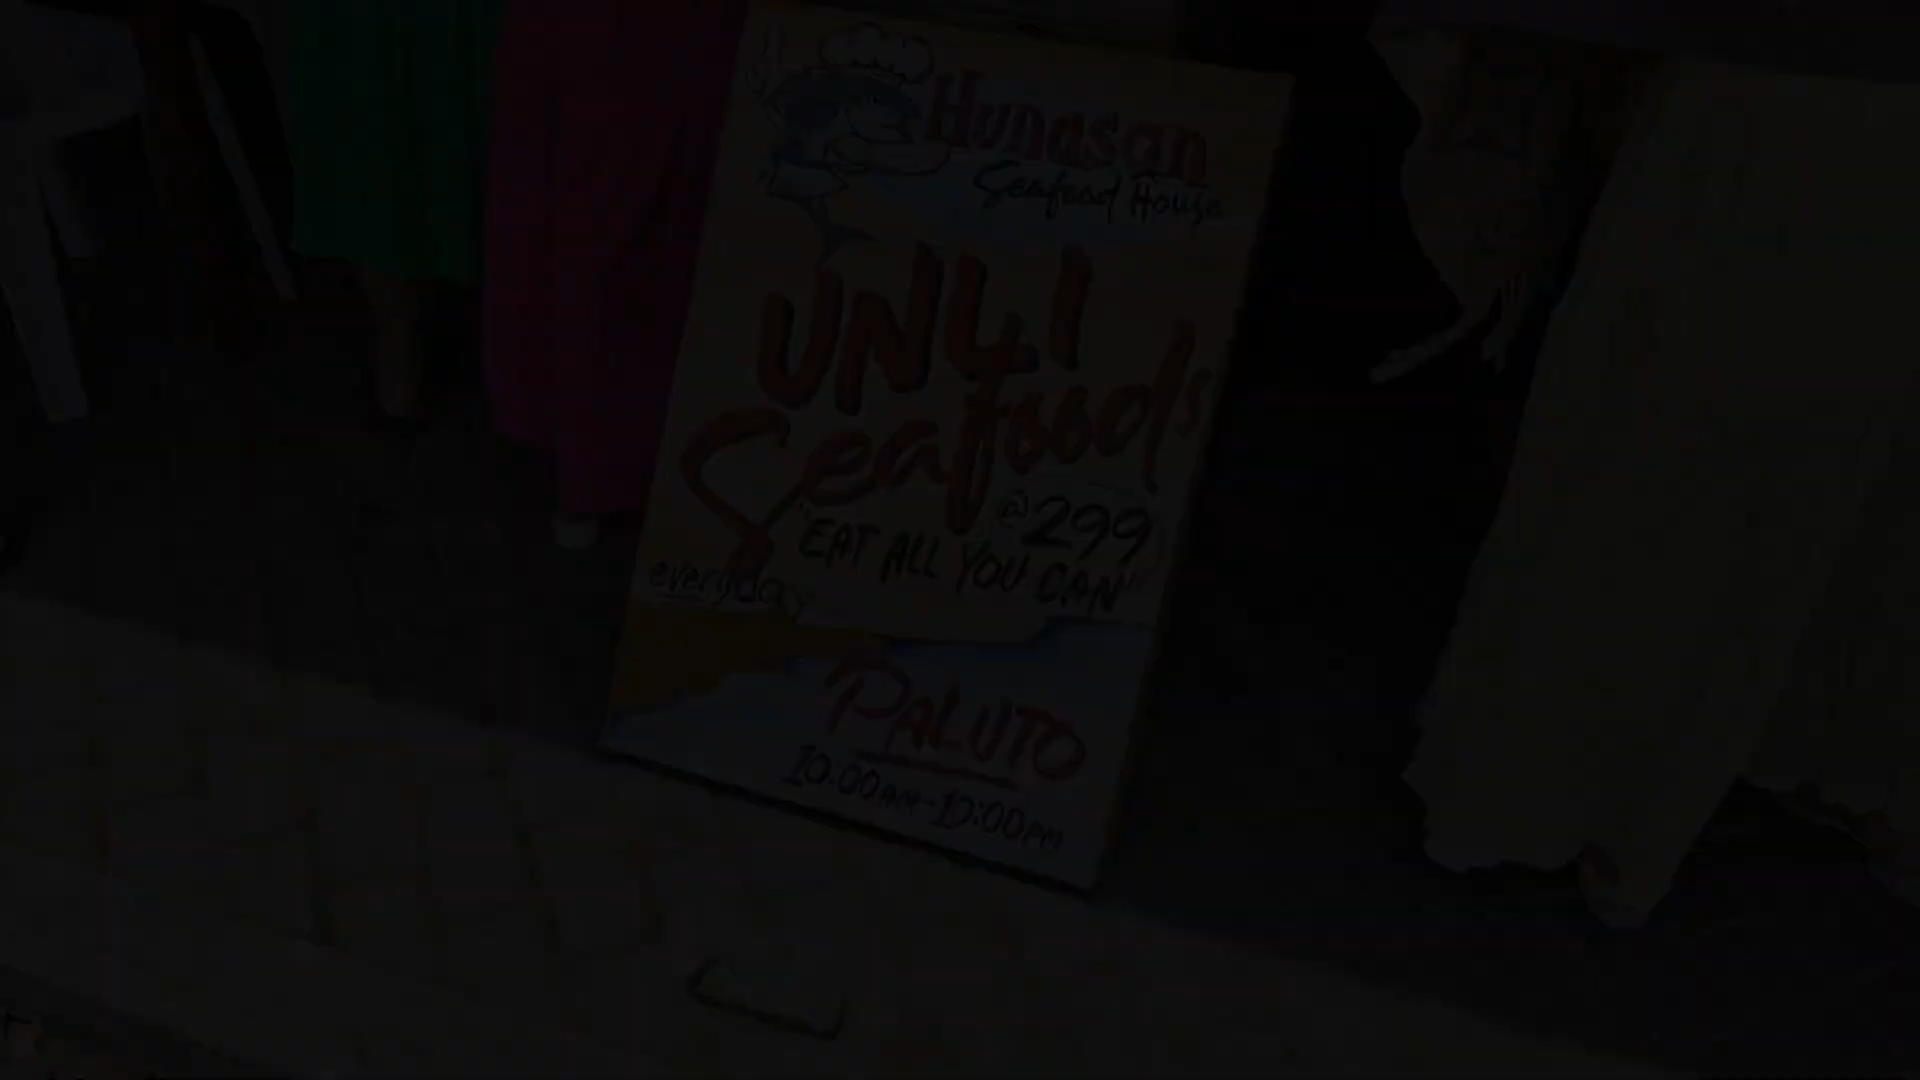 Hunasan
Seafood House
UNLI
Seafoods
@299
"EAT ALL YOU CAN"
everyday
PALUTO
10:00AM-10:00PM